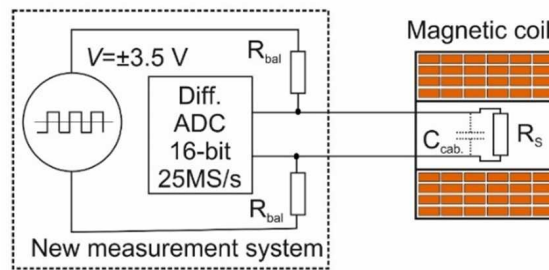 V=±3.5 V
R_bal
Magnetic coil
Diff.
ADC
16-bit
25MS/s
C_cab.
R_S
R_bal
New measurement system